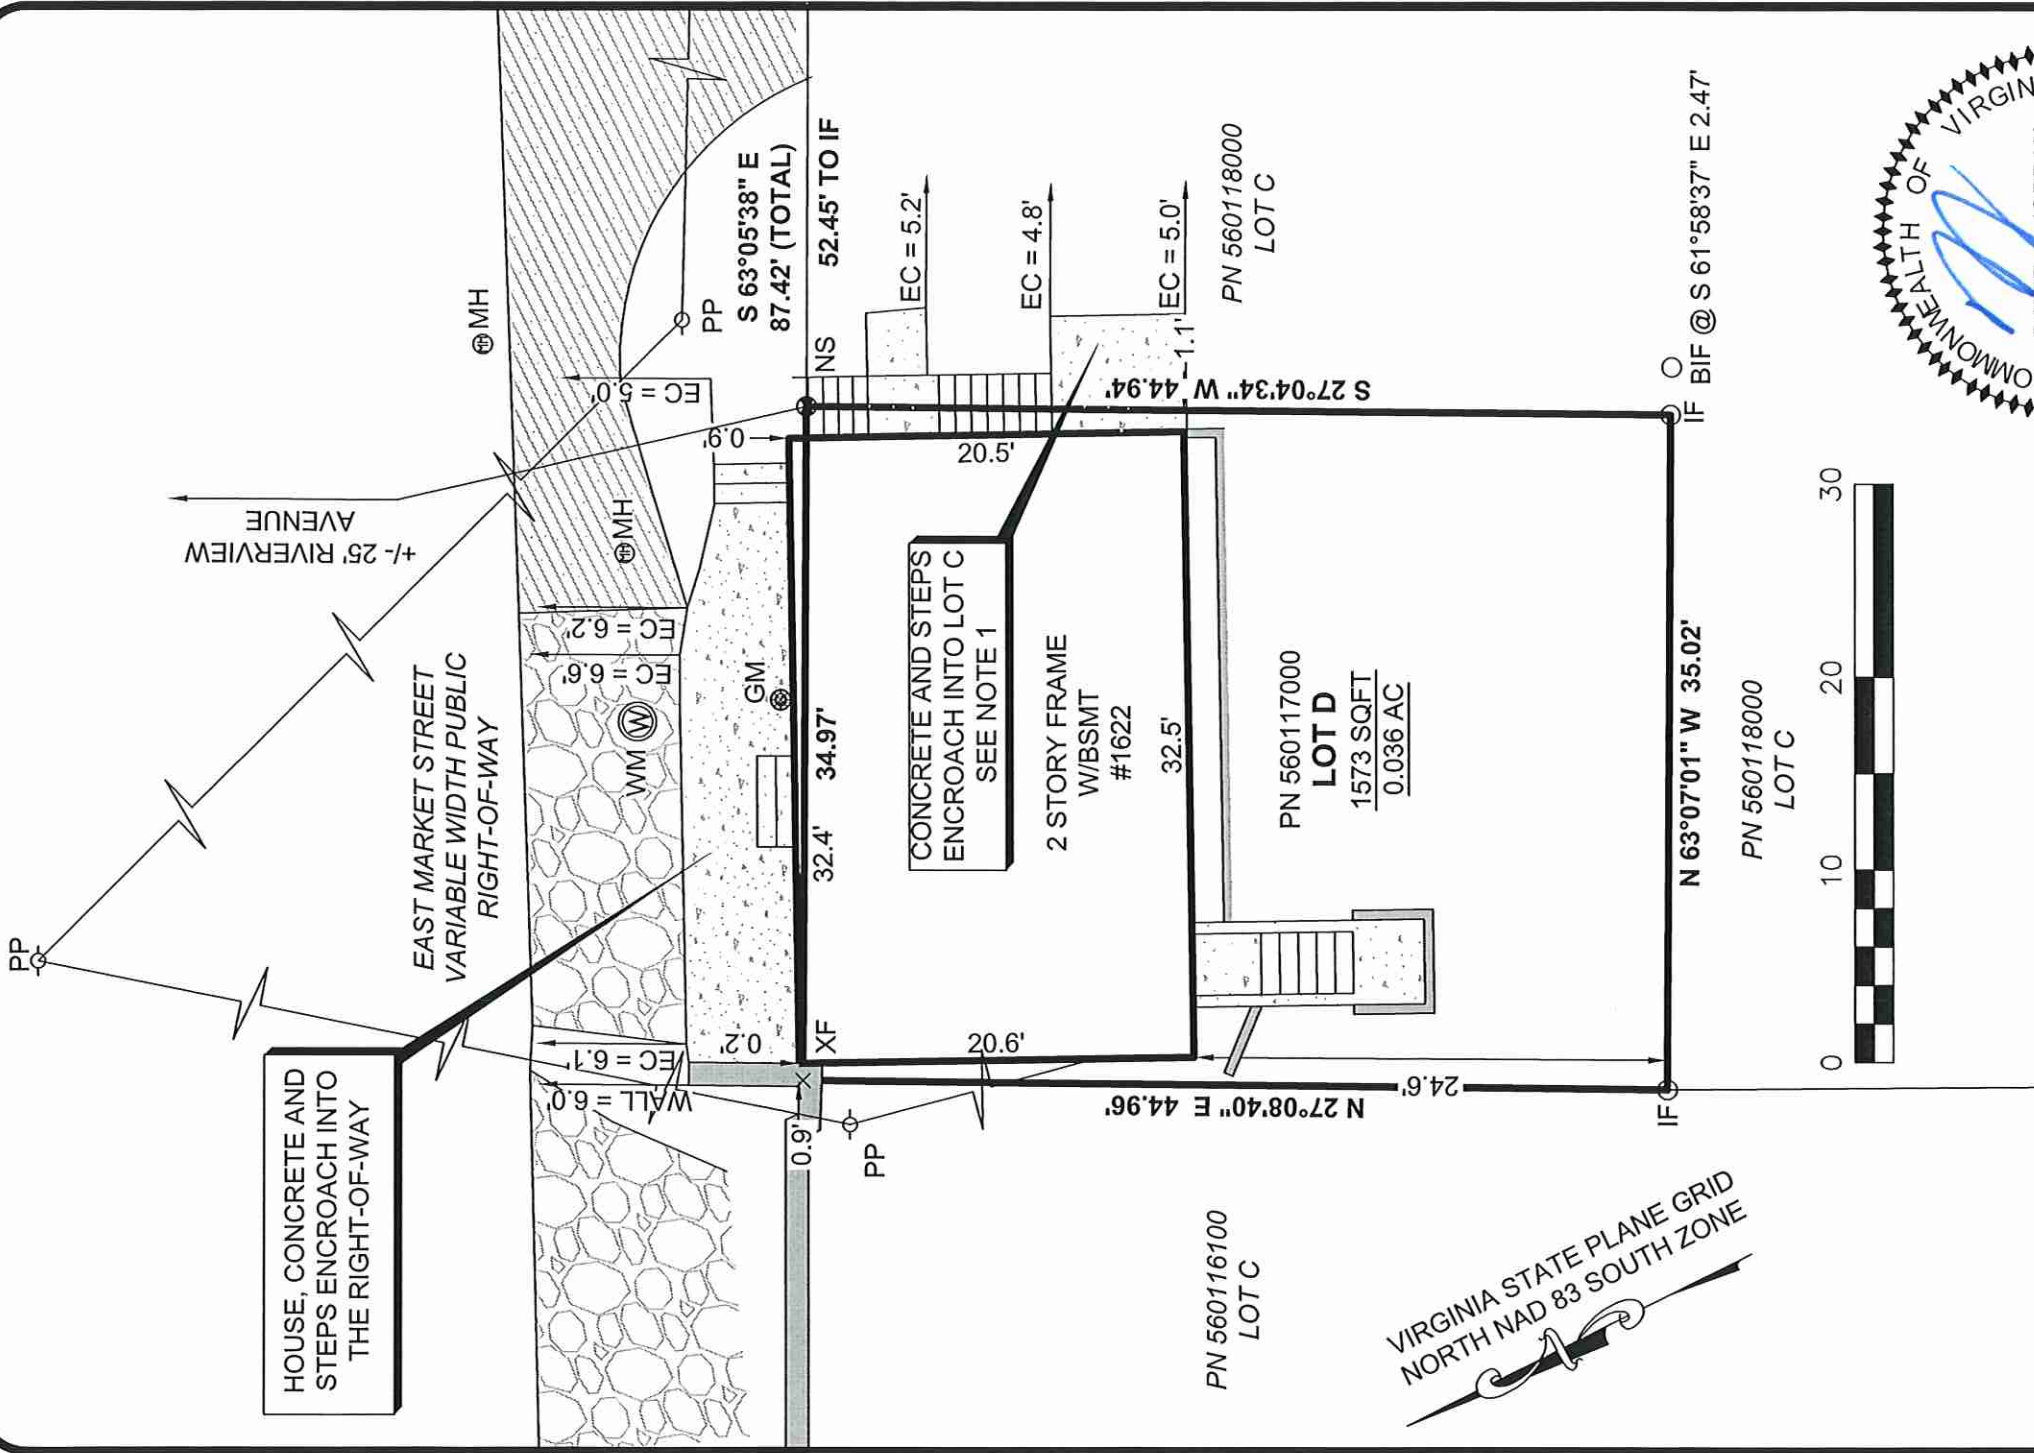 PP
HOUSE, CONCRETE AND
STEPS ENCROACH INTO
THE RIGHT-OF-WAY
EAST MARKET STREET
VARIABLE WIDTH PUBLIC
RIGHT-OF-WAY
+/- 25' RIVERVIEW
AVENUE
MH
MH
PP
S 63°05'38" E
87.42' (TOTAL)
52.45' TO IF
NS
EC = 5.0'
0.9'
EC = 6.2'
EC = 6.6'
WM W
GM
EC = 6.1'
WALL = 6.0'
0.2'
0.9'
XF
PP
32.4'
34.97'
EC = 5.2'
EC = 4.8'
EC = 5.0'
1.1'
PN 560118000
LOT C
S 27°04'34" W 44.94'
20.5'
CONCRETE AND STEPS
ENCROACH INTO LOT C
SEE NOTE 1
2 STORY FRAME
W/BSMT
#1622
32.5'
20.6'
24.6'
N 27°08'40" E 44.96'
PN 560117000
LOT D
1573 SQFT
0.036 AC
IF
N 63°07'01" W 35.02'
IF
BIF @ S 61°58'37" E 2.47'
PN 560118000
LOT C
PN 560116100
LOT C
0 10 20 30
VIRGINIA STATE PLANE GRID
NORTH NAD 83 SOUTH ZONE
OMMONWEALTH OF VIRGIN